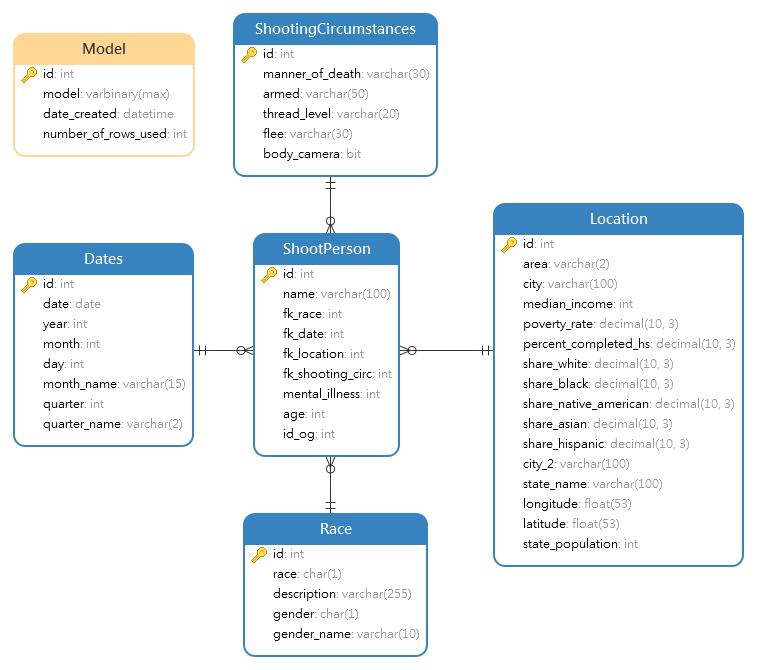 Model
id: int
model: varbinary(max)
date_created: datetime
number_of_rows_used: int
ShootingCircumstances
id: int
manner_of_death: varchar(30)
armed: varchar(50)
thread_level: varchar(20)
flee: varchar(30)
body_camera: bit
Dates
id: int
date: date
year: int
month: int
day: int
month_name: varchar(15)
quarter: int
quarter_name: varchar(2)
ShootPerson
id: int
name: varchar(100)
fk_race: int
fk_date: int
fk_location: int
fk_shooting_circ: int
mental_illness: int
age: int
id_og: int
Location
id: int
area: varchar(2)
city: varchar(100)
median_income: int
poverty_rate: decimal(10, 3)
percent_completed_hs: decimal(10, 3)
share_white: decimal(10, 3)
share_black: decimal(10, 3)
share_native_american: decimal(10, 3)
share_asian: decimal(10, 3)
share_hispanic: decimal(10, 3)
city_2: varchar(100)
state_name: varchar(100)
longitude: float(53)
latitude: float(53)
state_population: int
Race
id: int
race: char(1)
description: varchar(255)
gender: char(1)
gender_name: varchar(10)